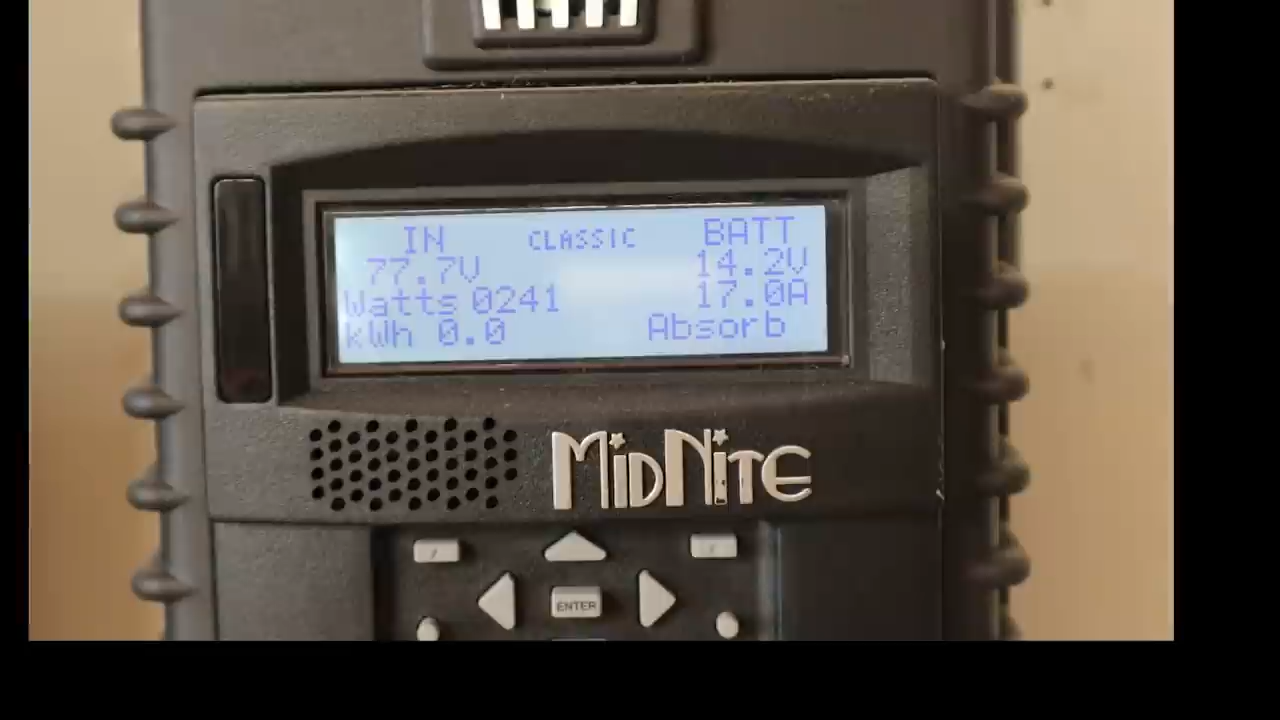 IN CLASSIC BATT
77.7V 14.2V
Watts 0241 17.0A
kWh 0.0 Absorb
MIDNITE
ENTER